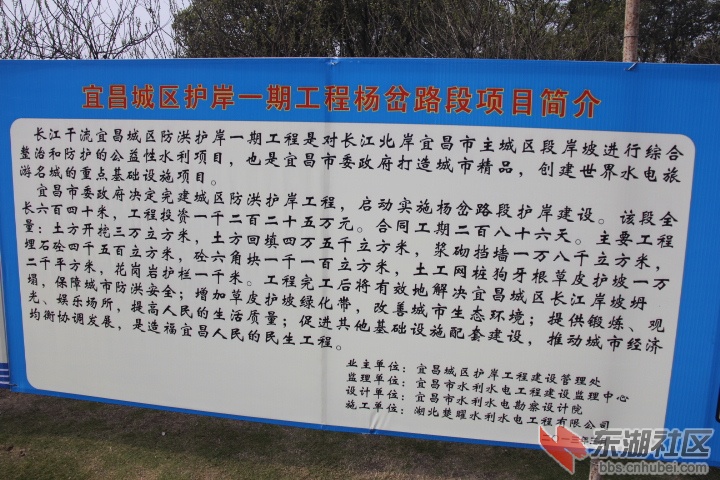 宜昌城区护岸一期工程杨岔路段项目简介
长江干流宜昌城区防洪护岸一期工程是对长江北岸宜昌市主城区段岸坡进行综合
整治和防护的公益性水利项目，也是宜昌市委政府打造城市精品，创建世界水电旅
游名城的重点基础设施项目。
宜昌市委政府决定完建城区防洪护岸工程，启动实施杨岔路段护岸建设。该段全
长六百四十米，工程投资一千二百二十五万元。合同工期二百八十六天。主要工程
量：土方开挖三万立方米，土方回填四万五千立方米，浆砌挡墙一万八千立方米，
埋石砼四千五百立方米，砼六角块一千一百立方米，土工网桩狗牙根草皮护坡一万
二千平方米，花岗岩护栏一千米。工程完工后将有效地解决宜昌城区长江岸坡坍
塌，保障城市防洪安全；增加草皮护坡绿化带，改善城市生态环境；提供锻炼、观
光、娱乐场所，提高人民的生活质量；促进其他基础设施配套建设，推动城市经济
均衡协调发展，是造福宜昌人民的民生工程。
业主单位：宜昌城区护岸工程建设管理处
监理单位：宜昌市水利水电工程建设监理中心
设计单位：宜昌市水利水电勘察设计院
施工单位：湖北楚曜水利水电工程有限公司
一三年
东湖社区
bbs.cnhubei.com